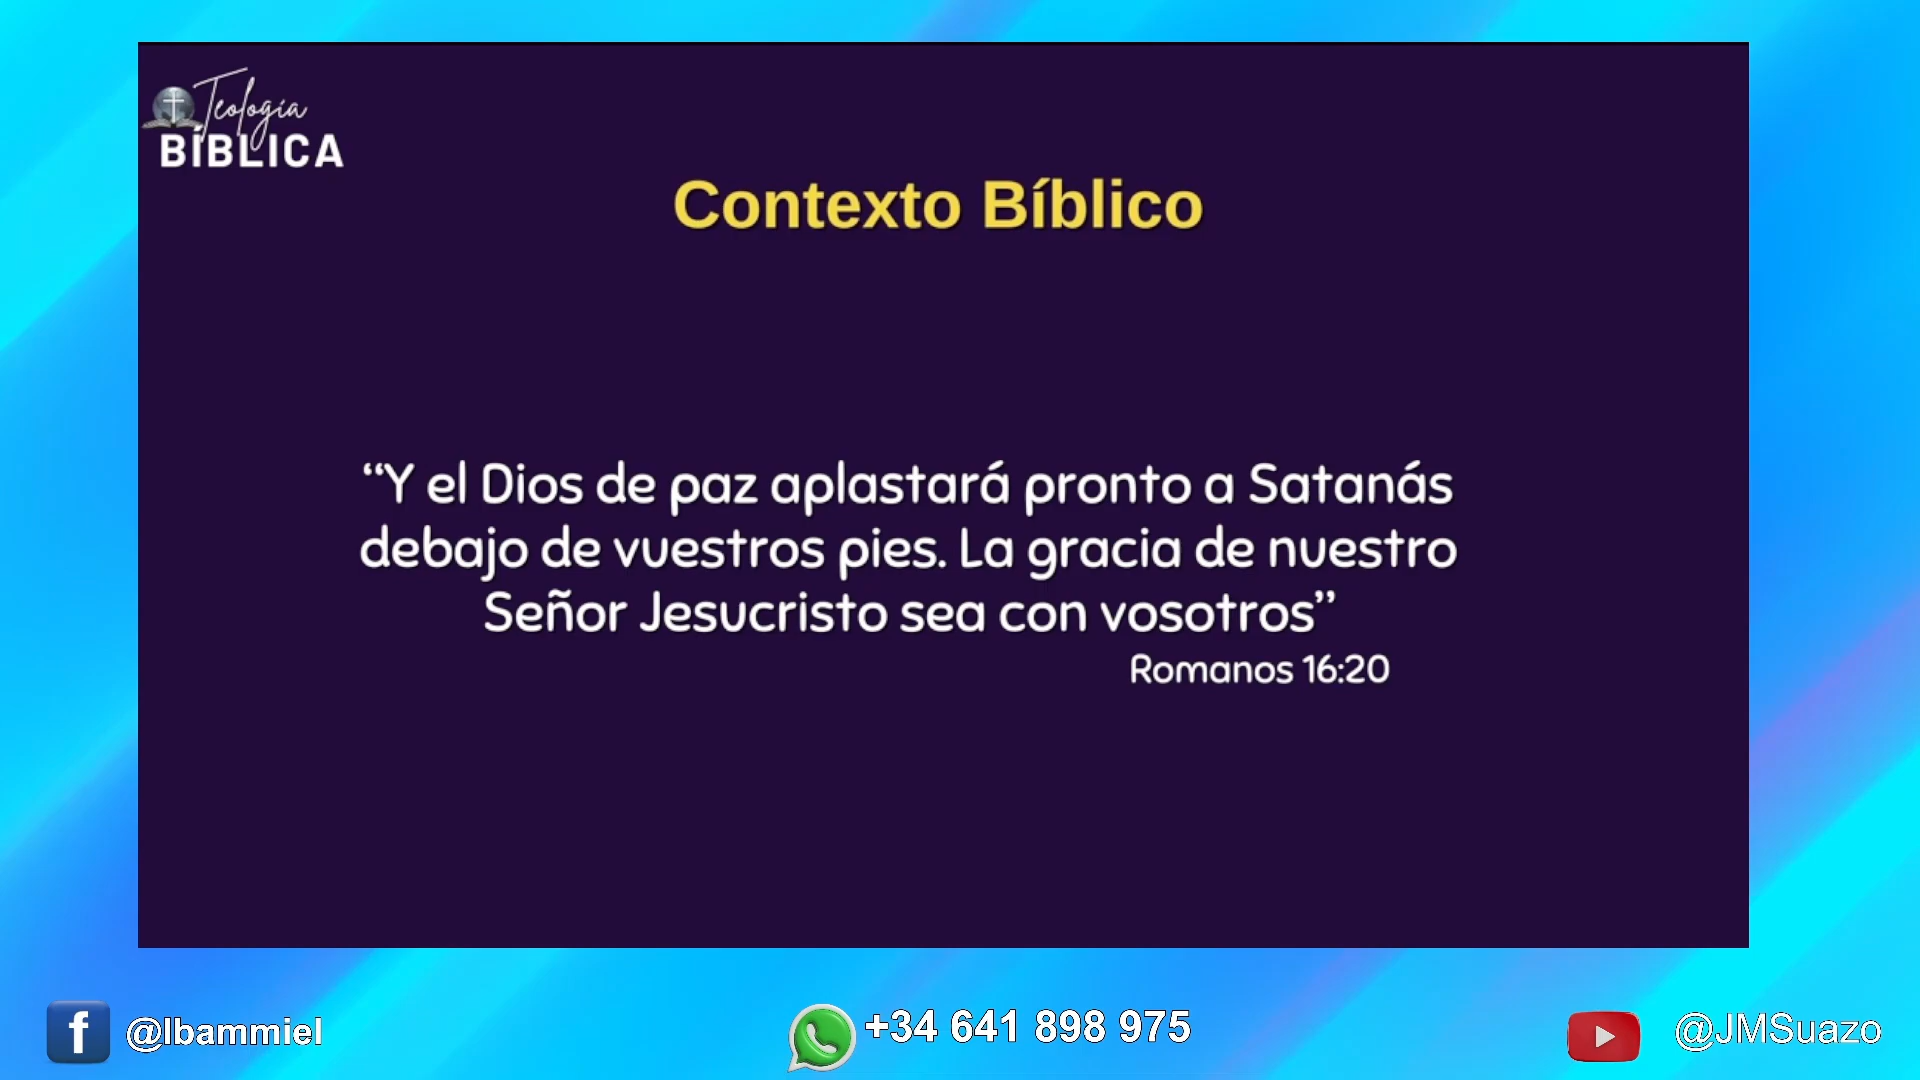 Teología
BÍBLICA
Contexto Bíblico
“Y el Dios de paz aplastará pronto a Satanás
debajo de vuestros pies. La gracia de nuestro
Señor Jesucristo sea con vosotros”
Romanos 16:20
@Ibammiel
+34 641 898 975
@JMSuazo